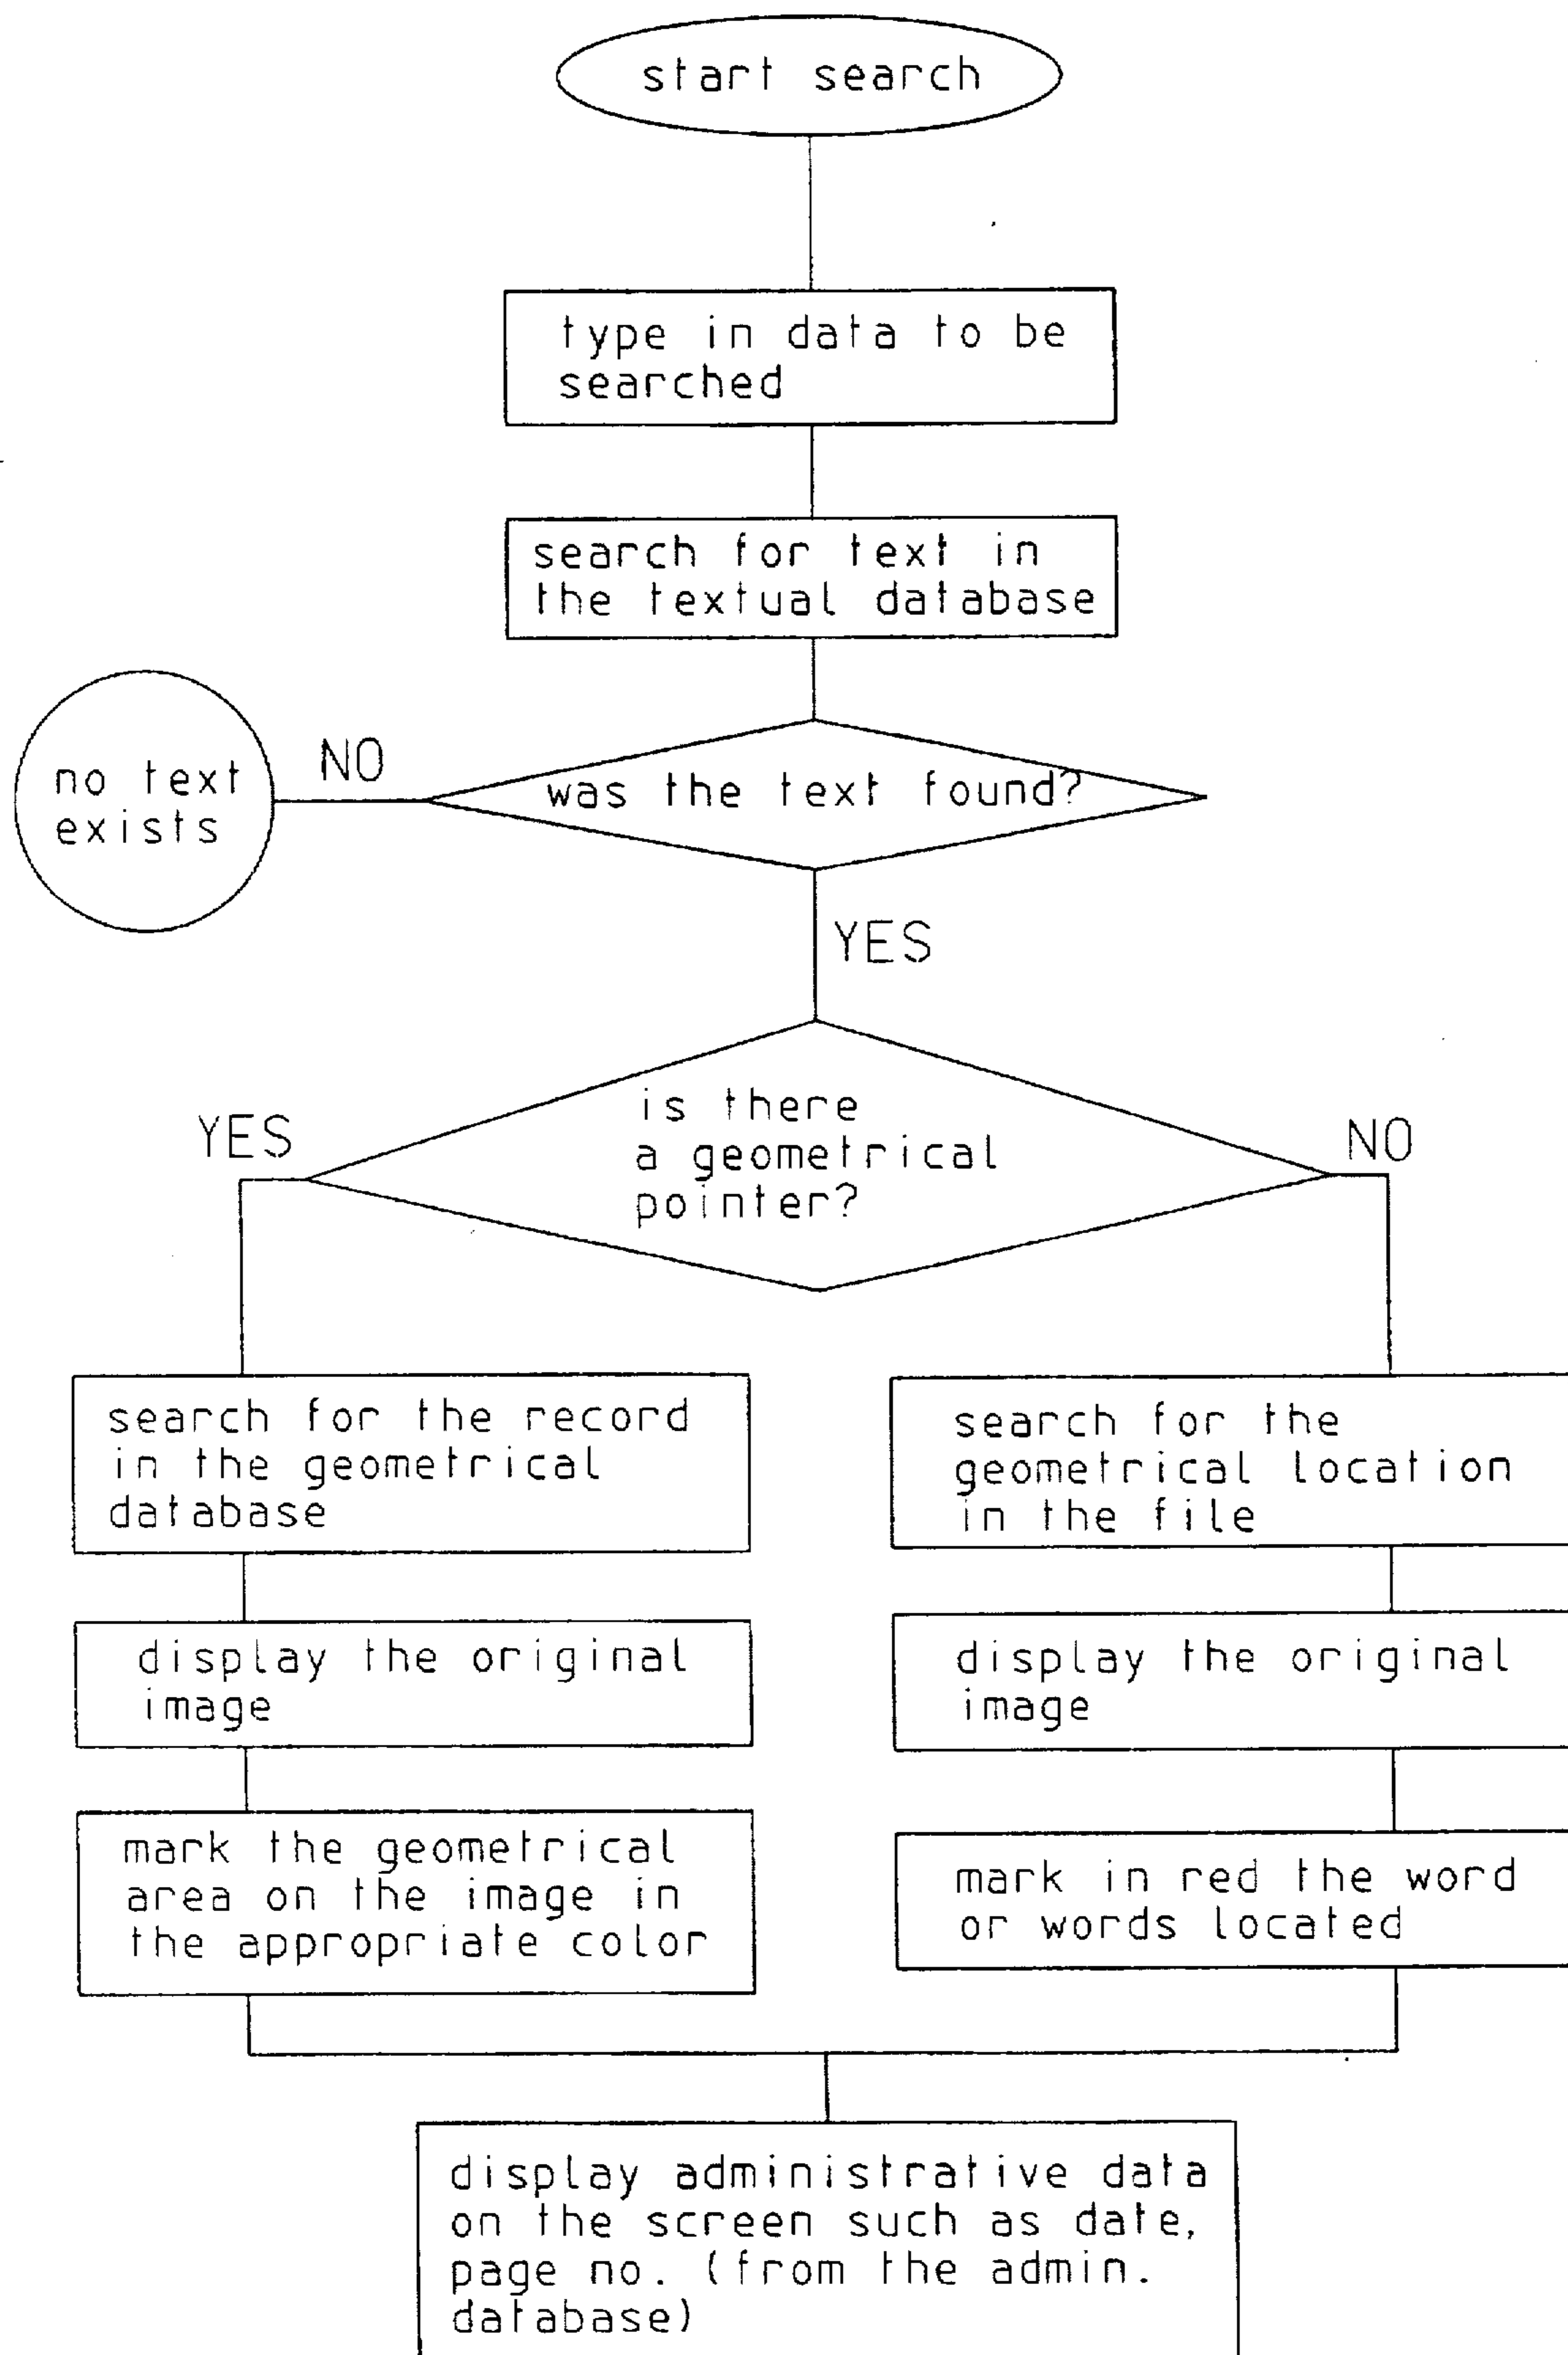 start search
type in data to be
searched
search for text in
the textual database
was the text found?
NO
no text
exists
YES
is there
a geometrical
pointer?
YES
NO
search for the record
in the geometrical
database
display the original
image
mark the geometrical
area on the image in
the appropriate color
search for the
geometrical location
in the file
display the original
image
mark in red the word
or words located
display administrative data
on the screen such as date,
page no. (from the admin.
database)